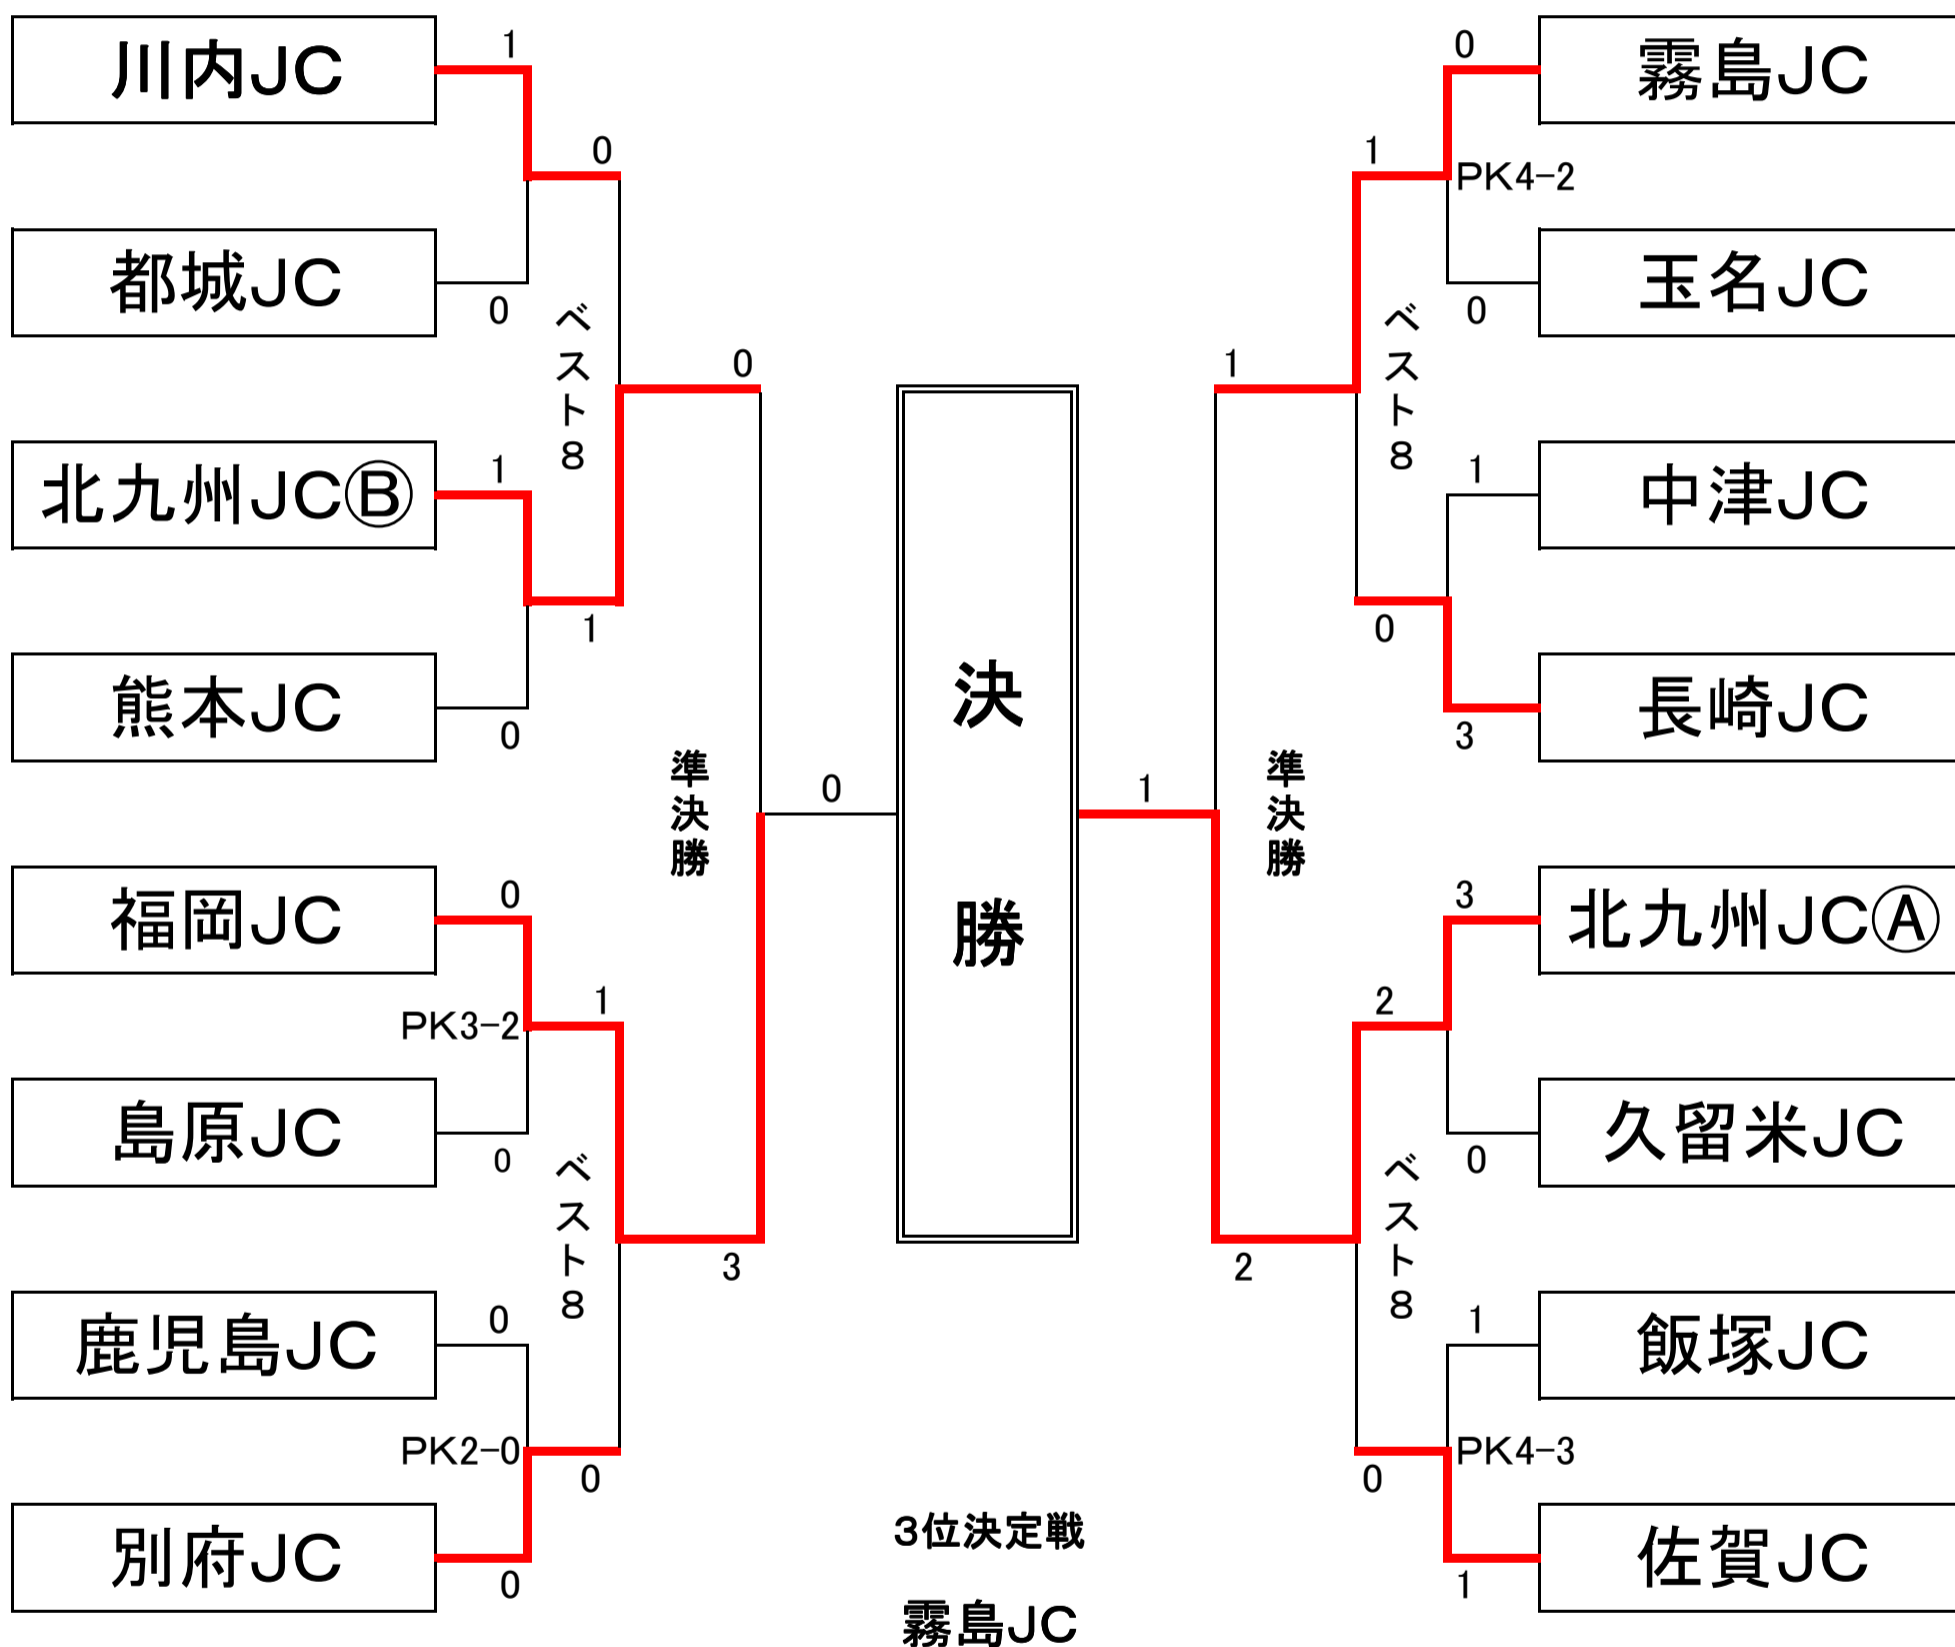 川内JC
1
0
都城JC
0
ベスト8
北九州JCⒷ
1
1
熊本JC
0
0
準決勝
福岡JC
0
PK3-2
1
島原JC
0
ベスト8
3
鹿児島JC
0
PK2-0
0
別府JC
0
0
決勝
1
霧島JC
0
PK4-2
1
玉名JC
0
ベスト8
1
中津JC
1
0
長崎JC
3
準決勝
北九州JCⒶ
3
2
久留米JC
0
ベスト8
2
飯塚JC
1
PK4-3
0
佐賀JC
1
3位決定戦
霧島JC